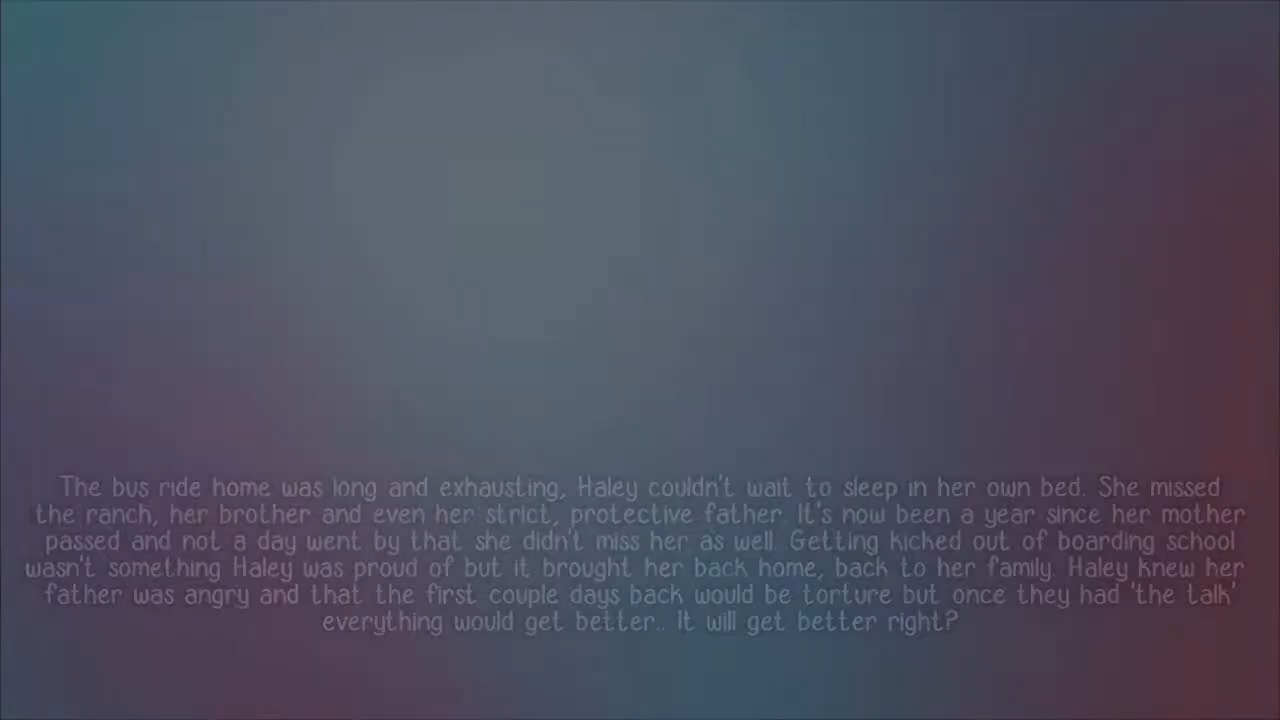 The bus ride home was long and exhausting, Haley couldn't wait to sleep in her own bed. She missed
the ranch, her brother and even her strict, protective father. It's now been a year since her mother
passed and not a day went by that she didn't miss her as well. Getting kicked out of boarding school
wasn't something Haley was proud of but it brought her back home, back to her family. Haley knew her
father was angry and that the first couple days back would be torture but once they had 'the talk'
everything would get better.. It will get better right?